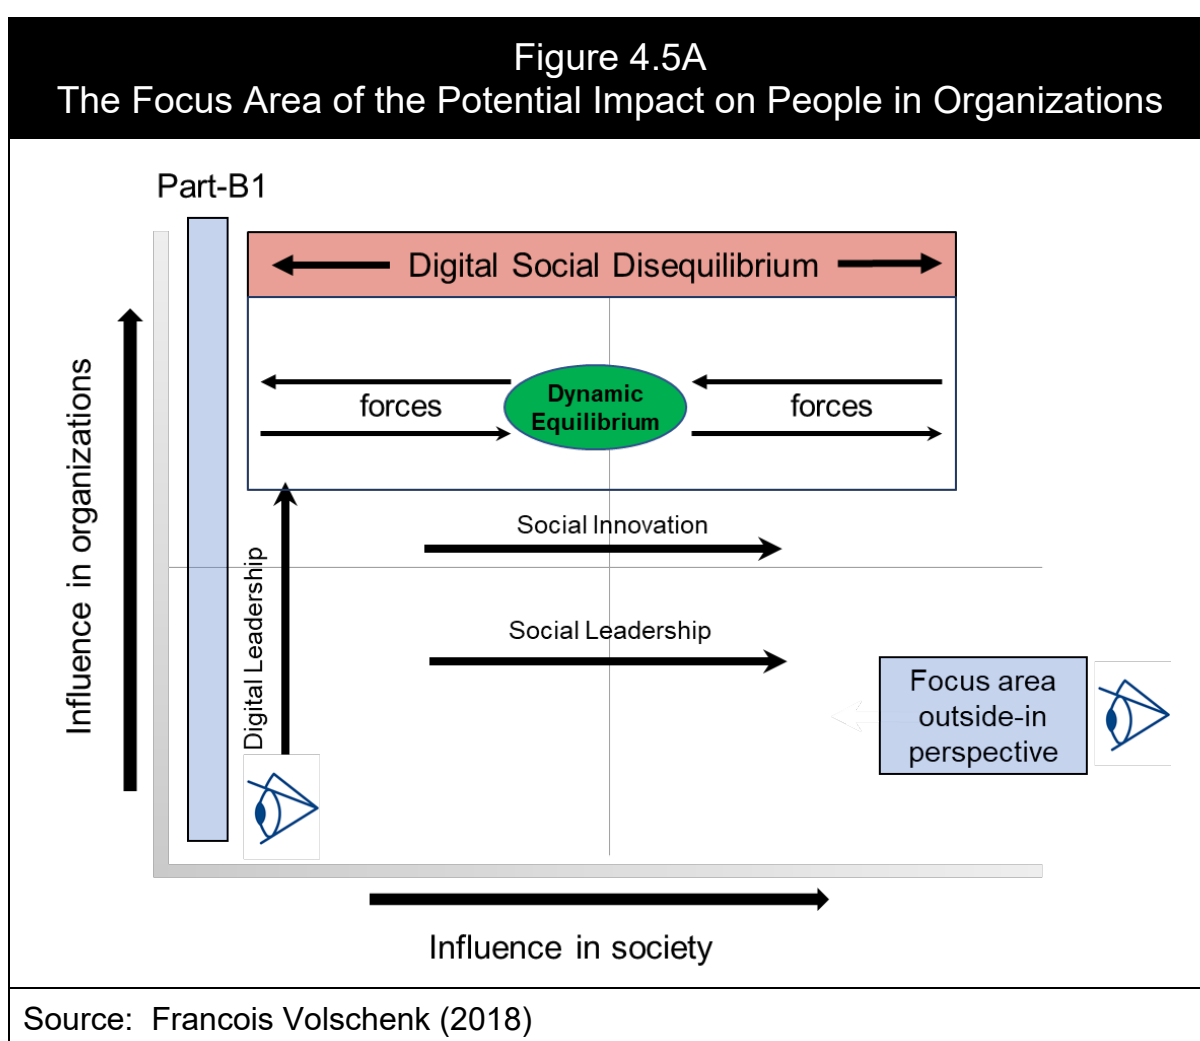 Figure 4.5A
The Focus Area of the Potential Impact on People in Organizations
Part-B1
Digital Social Disequilibrium
forces
Dynamic
Equilibrium
forces
Influence in organizations
Social Innovation
Digital Leadership
Social Leadership
Focus area
outside-in
perspective
Influence in society
Source: Francois Volschenk (2018)